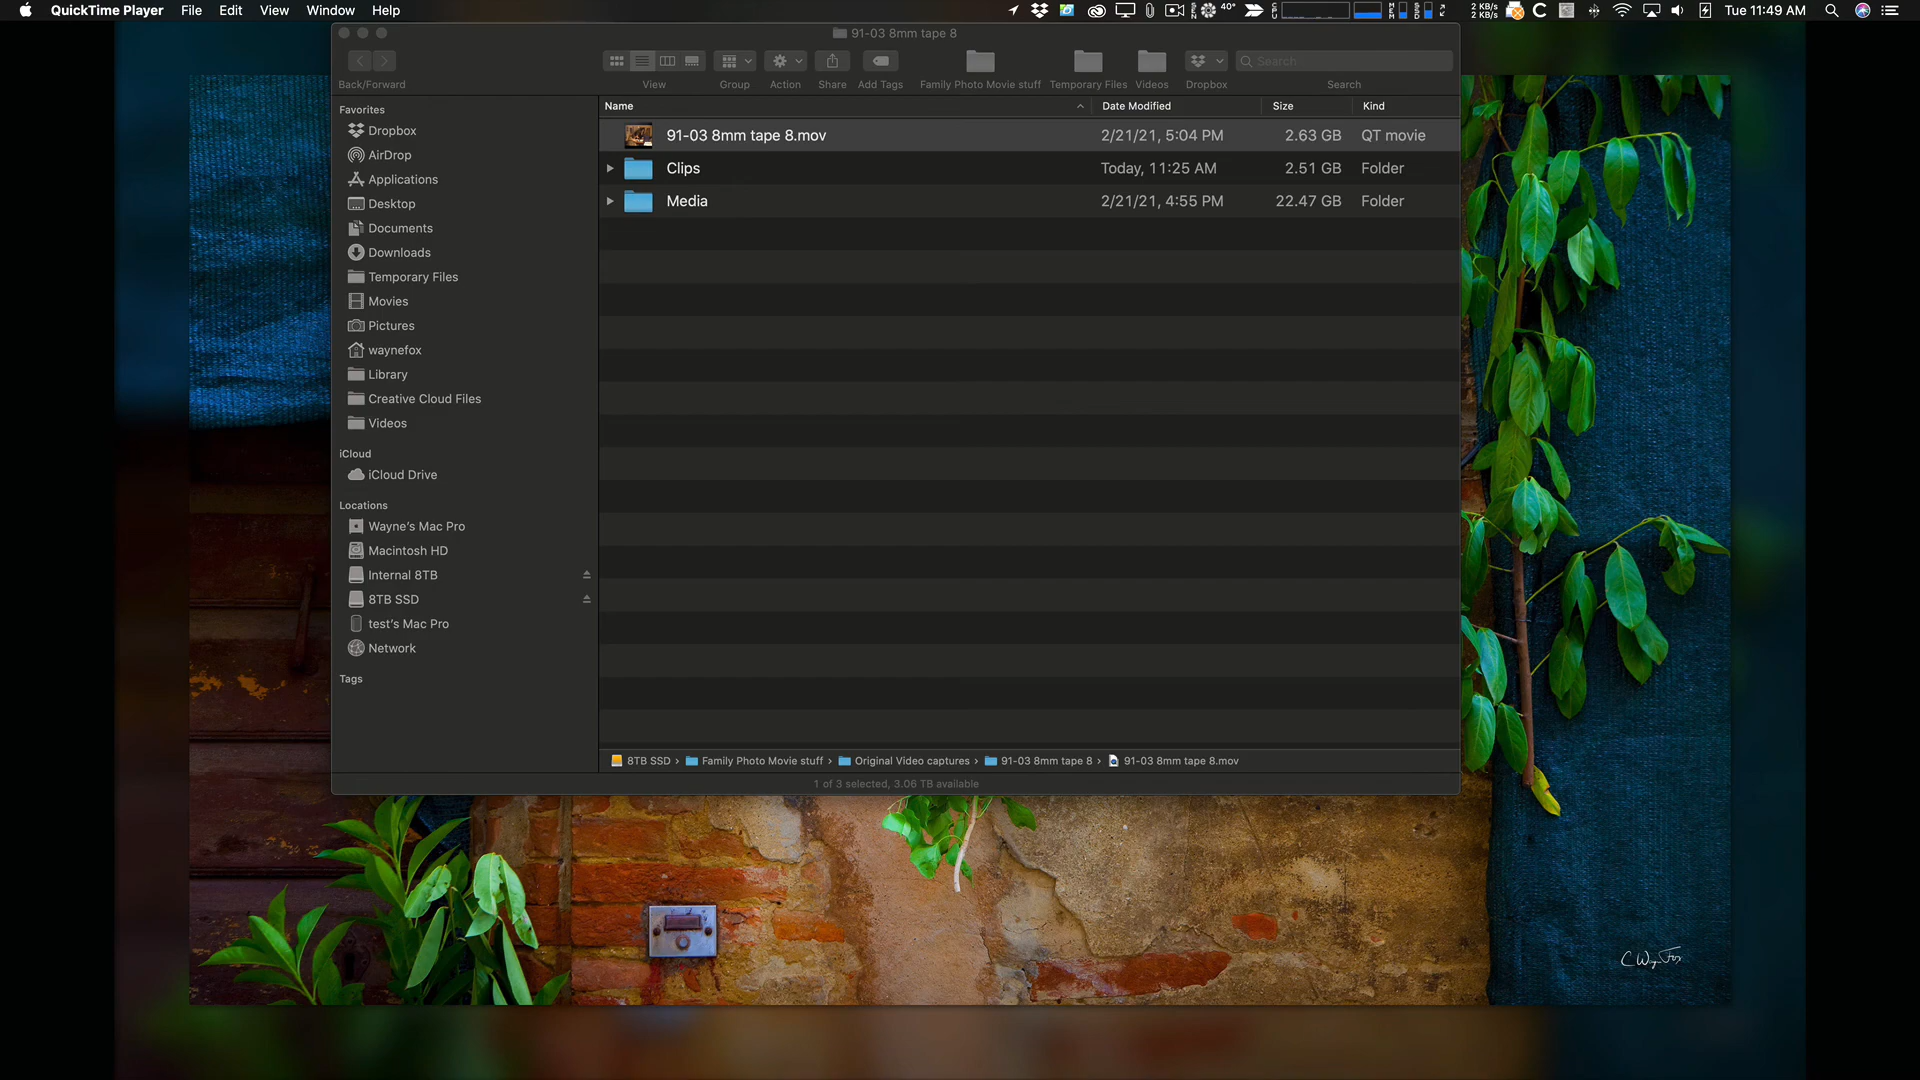 QuickTime Player File Edit View Window Help 40° 2 KB/s 2 KB/s Tue 11:49 AM
91-03 8mm tape 8
Search
Back/Forward View Group Action Share Add Tags Family Photo Movie stuff Temporary Files Videos Dropbox Search
Favorites
Dropbox
AirDrop
Applications
Desktop
Documents
Downloads
Temporary Files
Movies
Pictures
waynefox
Library
Creative Cloud Files
Videos
iCloud
iCloud Drive
Locations
Wayne's Mac Pro
Macintosh HD
Internal 8TB
8TB SSD
test's Mac Pro
Network
Tags
Name Date Modified Size Kind
91-03 8mm tape 8.mov 2/21/21, 5:04 PM 2.63 GB QT movie
Clips Today, 11:25 AM 2.51 GB Folder
Media 2/21/21, 4:55 PM 22.47 GB Folder
8TB SSD › Family Photo Movie stuff › Original Video captures › 91-03 8mm tape 8 › 91-03 8mm tape 8.mov
1 of 3 selected, 3.06 TB available